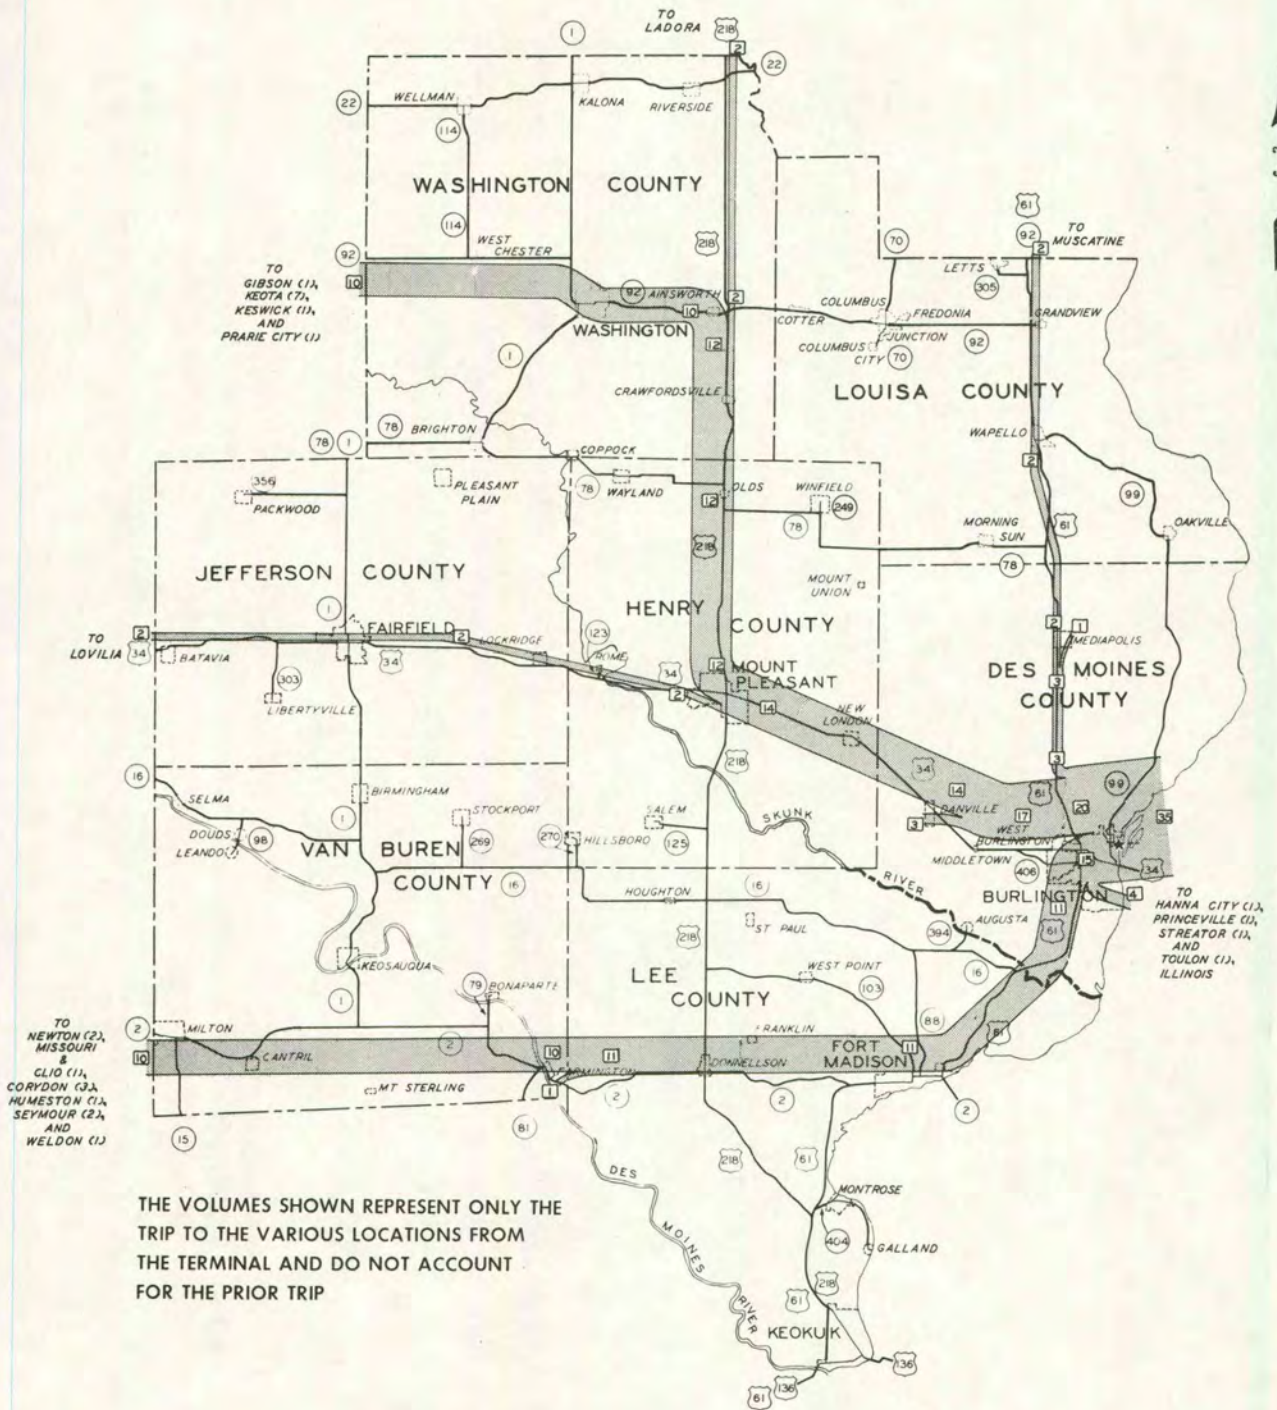 TO
LADORA
218
2
1
22
22
WELLMAN
KALONA
RIVERSIDE
114
WASHINGTON COUNTY
61
114
218
92
TO
MUSCATINE
2
92
WEST
CHESTER
70
LETTS
305
TO
GIBSON (1),
KEOTA (7),
KESWICK (1),
AND
PRARIE CITY (1)
10
92
AINSWORTH
2
10
WASHINGTON
COTTER
COLUMBUS
JUNCTION
FREDONIA
GRANDVIEW
92
COLUMBUS
CITY
70
1
12
CRAWFORDSVILLE
LOUISA COUNTY
78
BRIGHTON
78
1
COPPOCK
WAPELLO
2
356
PACKWOOD
PLEASANT
PLAIN
78
WAYLAND
12
OLDS
WINFIELD
249
78
99
MORNING
SUN
61
OAKVILLE
218
78
JEFFERSON COUNTY
MOUNT
UNION
HENRY
COUNTY
1
FAIRFIELD
2
LOCKRIDGE
123
ROME
2
1
MEDIAPOLIS
TO
LOVILIA
2
34
BATAVIA
34
303
LIBERTYVILLE
34
2
12
MOUNT
PLEASANT
14
DES MOINES
COUNTY
3
NEW
LONDON
218
3
16
SELMA
BIRMINGHAM
34
14
61
99
20
35
DOUDS
LEANDO
98
1
STOCKPORT
269
270
HILLSBORO
SALEM
125
SKUNK
RIVER
DANVILLE
3
17
WEST
BURLINGTON
MIDDLETOWN
406
15
34
VAN BUREN
COUNTY
16
HOUGHTON
16
BURLINGTON
4
11
TO
HANNA CITY (1),
PRINCEVILLE (1),
STREATOR (1),
AND
TOULON (1),
ILLINOIS
ST PAUL
394
AUGUSTA
61
218
KEOSAUQUA
LEE
COUNTY
WEST POINT
103
16
1
79
BONAPARTE
88
61
TO
NEWTON (2),
MISSOURI
&
CLIO (1),
CORYDON (3),
HUMESTON (1),
SEYMOUR (2),
AND
WELDON (1)
2
10
MILTON
CANTRIL
2
10
11
FARMINGTON
FRANKLIN
DONNELLSON
FORT
MADISON
11
MT STERLING
1
2
2
2
15
81
218
61
DES
MOINES
RIVER
MONTROSE
404
GALLAND
218
61
KEOKUK
136
61
136
THE VOLUMES SHOWN REPRESENT ONLY THE
TRIP TO THE VARIOUS LOCATIONS FROM
THE TERMINAL AND DO NOT ACCOUNT
FOR THE PRIOR TRIP